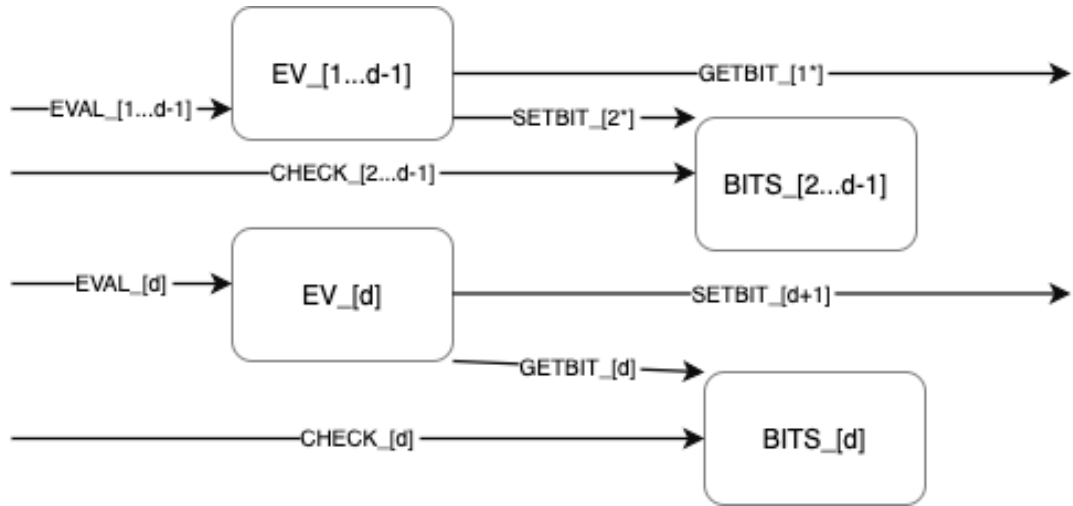 EV_[1...d-1]
GETBIT_[1*]
EVAL_[1...d-1]
SETBIT_[2*]
CHECK_[2...d-1]
BITS_[2...d-1]
EVAL_[d]
EV_[d]
SETBIT_[d+1]
GETBIT_[d]
CHECK_[d]
BITS_[d]